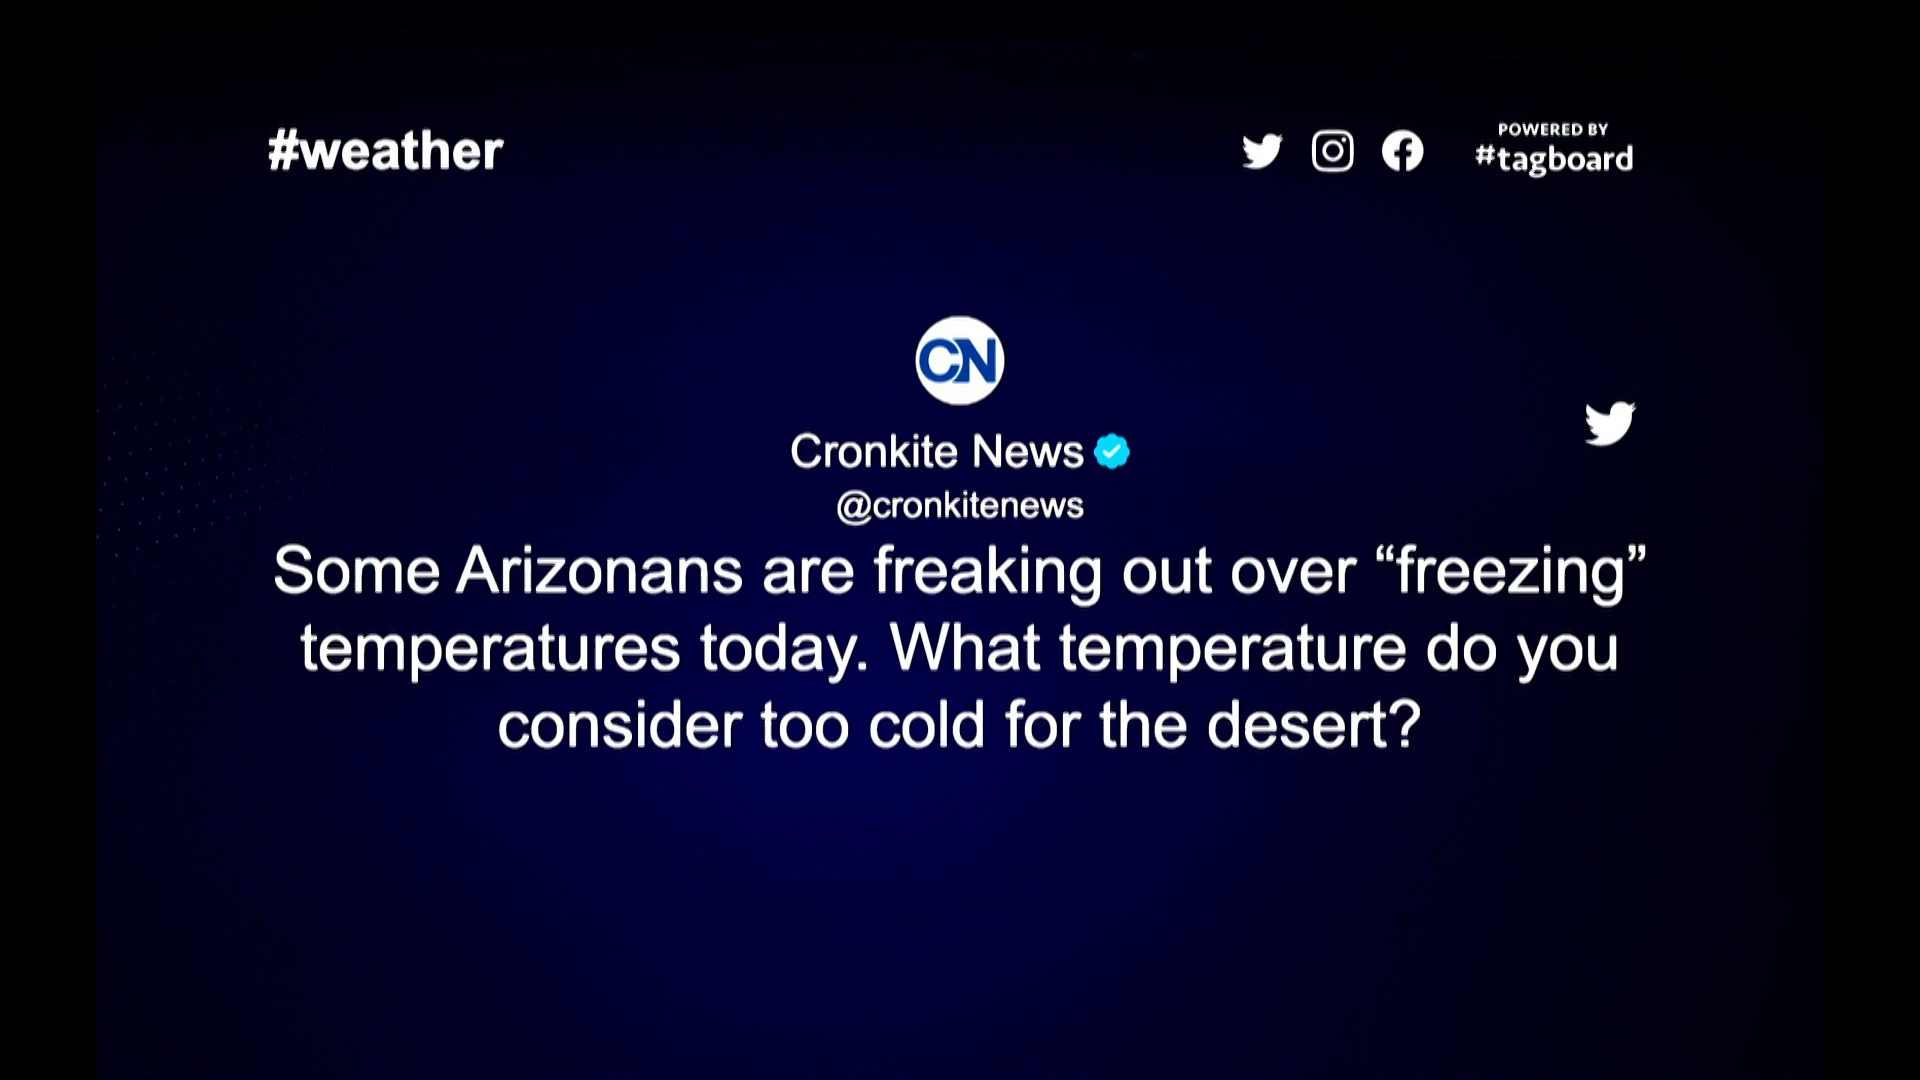 #weather
POWERED BY
#tagboard
CN
Cronkite News
@cronkitenews
Some Arizonans are freaking out over “freezing”
temperatures today. What temperature do you
consider too cold for the desert?